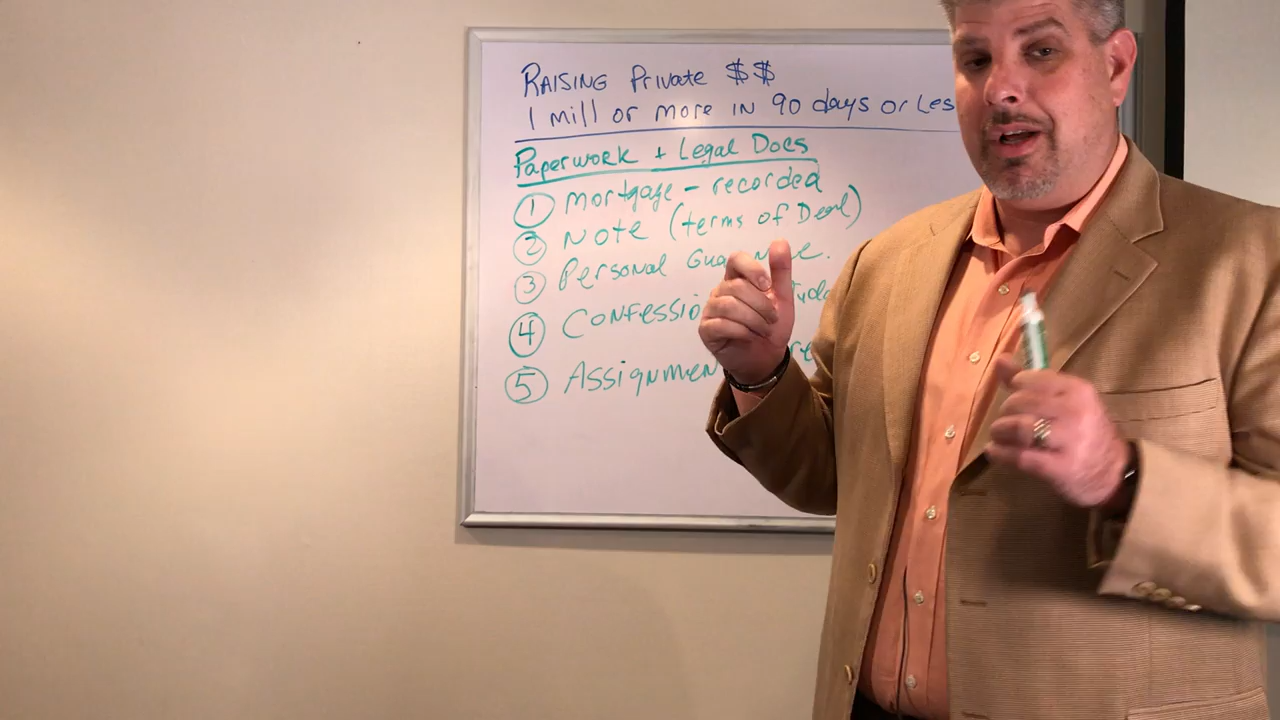 RAISING Private $$
1 mill or more in 90 days or Les
Paperwork + Legal Docs
① mortgage - recorded
② Note (terms of Deal)
③ Personal
④ Confessio
⑤ Assignmen